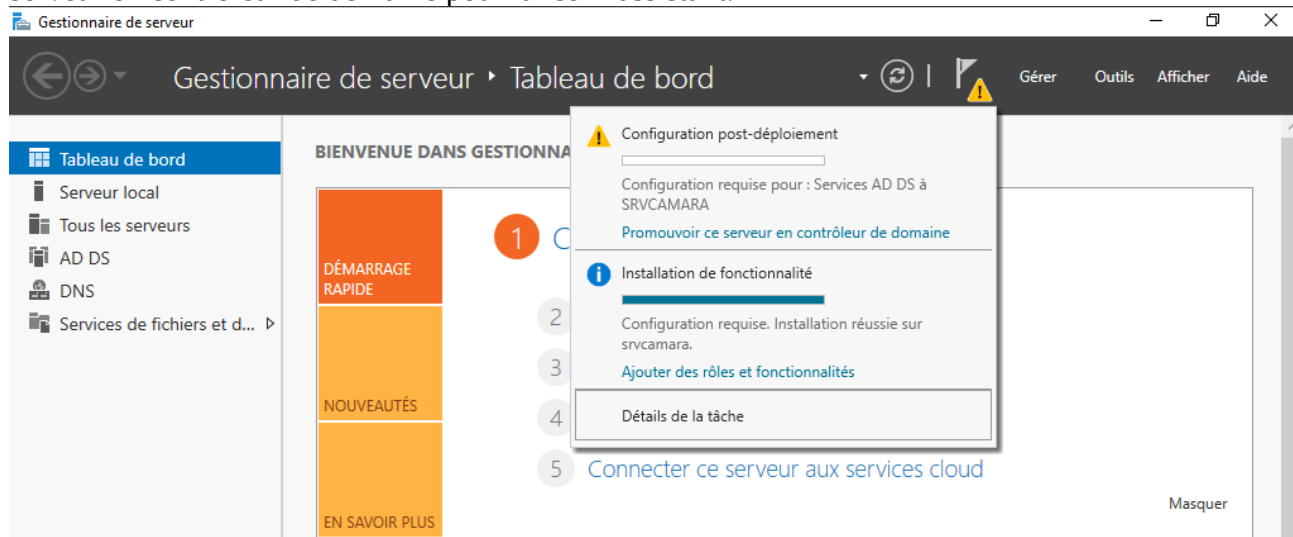 Gestionnaire de serveur
Gestionnaire de serveur
Tableau de bord
Gérer
Outils
Afficher
Aide
Tableau de bord
Serveur local
Tous les serveurs
AD DS
DNS
Services de fichiers et d...
BIENVENUE DANS GESTIONNA
DÉMARRAGE
RAPIDE
NOUVEAUTÉS
EN SAVOIR PLUS
1
C
2
3
4
5
Connecter ce serveur aux services cloud
Masquer
Configuration post-déploiement
Configuration requise pour : Services AD DS à
SRVCAMARA
Promouvoir ce serveur en contrôleur de domaine
Installation de fonctionnalité
Configuration requise. Installation réussie sur
srvcamara.
Ajouter des rôles et fonctionnalités
Détails de la tâche